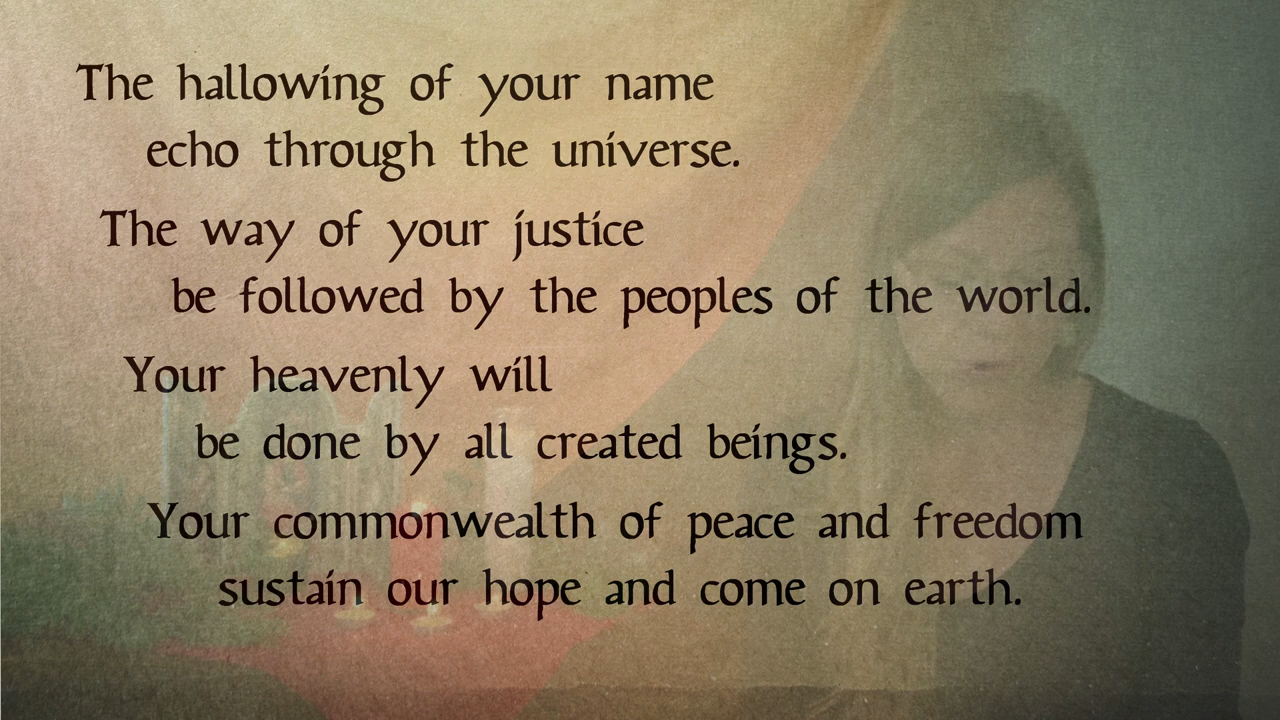 The hallowing of your name
echo through the universe.
The way of your justice
be followed by the peoples of the world.
Your heavenly will
be done by all created beings.
Your commonwealth of peace and freedom
sustain our hope and come on earth.